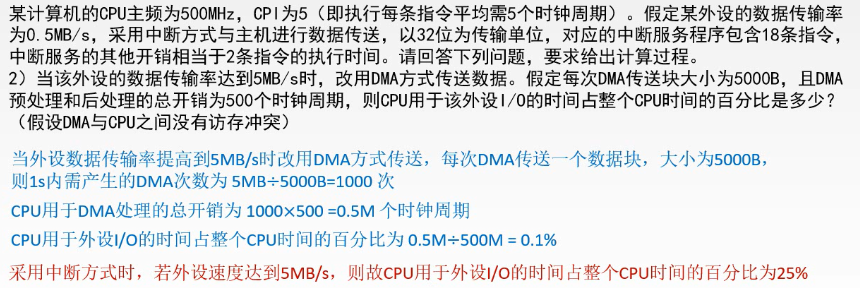 某计算机的CPU主频为500MHz，CPI为5（即执行每条指令平均需5个时钟周期）。假定某外设的数据传输率
为0.5MB/s，采用中断方式与主机进行数据传送，以32位为传输单位，对应的中断服务程序包含18条指令，
中断服务的其他开销相当于2条指令的执行时间。请回答下列问题，要求给出计算过程。
2）当该外设的数据传输率达到5MB/s时，改用DMA方式传送数据。假定每次DMA传送块大小为5000B，且DMA
预处理和后处理的总开销为500个时钟周期，则CPU用于该外设I/O的时间占整个CPU时间的百分比是多少？
（假设DMA与CPU之间没有访存冲突）
当外设数据传输率提高到5MB/s时改用DMA方式传送，每次DMA传送一个数据块，大小为5000B，
则1s内需产生的DMA次数为 5MB÷5000B=1000 次
CPU用于DMA处理的总开销为 1000×500 =0.5M 个时钟周期
CPU用于外设I/O的时间占整个CPU时间的百分比为 0.5M÷500M = 0.1%
采用中断方式时，若外设速度达到5MB/s，则故CPU用于外设I/O的时间占整个CPU时间的百分比为25%